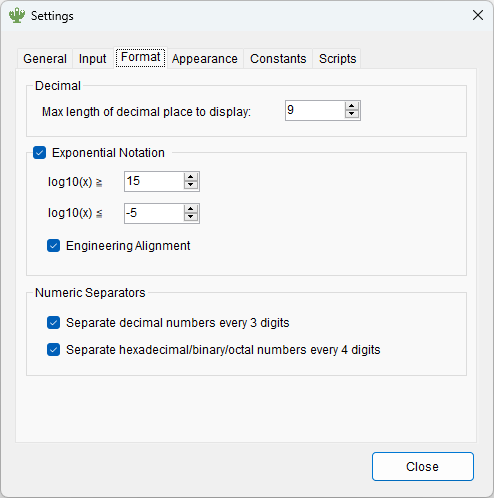 Settings
General Input Format Appearance Constants Scripts
Decimal
Max length of decimal place to display: 9
Exponential Notation
log10(x) ≧ 15
log10(x) ≦ -5
Engineering Alignment
Numeric Separators
Separate decimal numbers every 3 digits
Separate hexadecimal/binary/octal numbers every 4 digits
Close